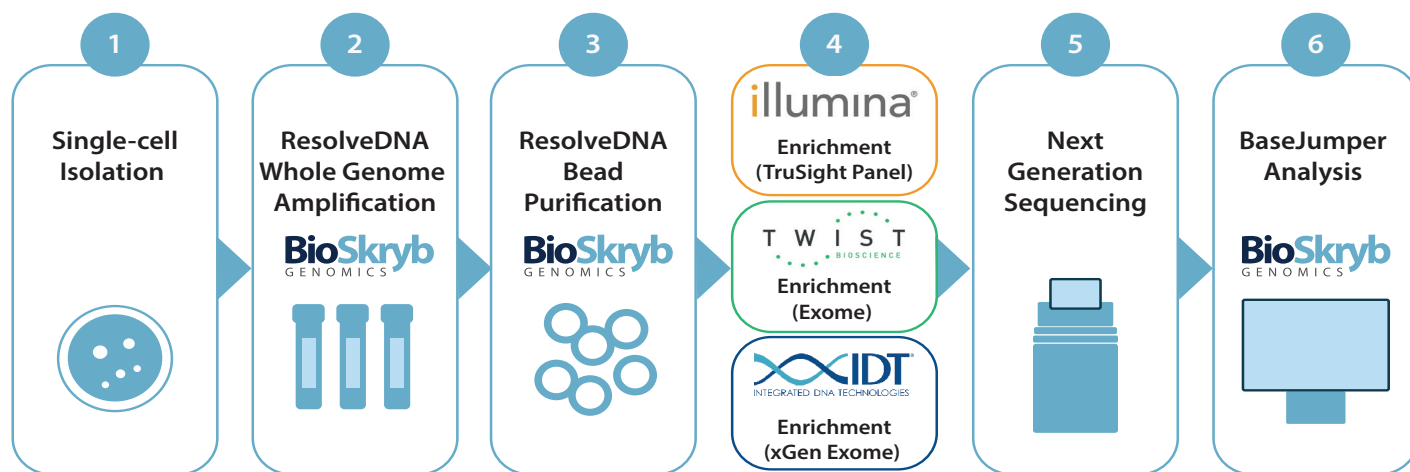 1
Single-cell
Isolation
2
ResolveDNA
Whole Genome
Amplification
BioSkryb
GENOMICS
3
ResolveDNA
Bead
Purification
BioSkryb
GENOMICS
4
illumina®
Enrichment
(TruSight Panel)
TWIST
BIOSCIENCE
Enrichment
(Exome)
IDT®
INTEGRATED DNA TECHNOLOGIES
Enrichment
(xGen Exome)
5
Next
Generation
Sequencing
6
BaseJumper
Analysis
BioSkryb
GENOMICS